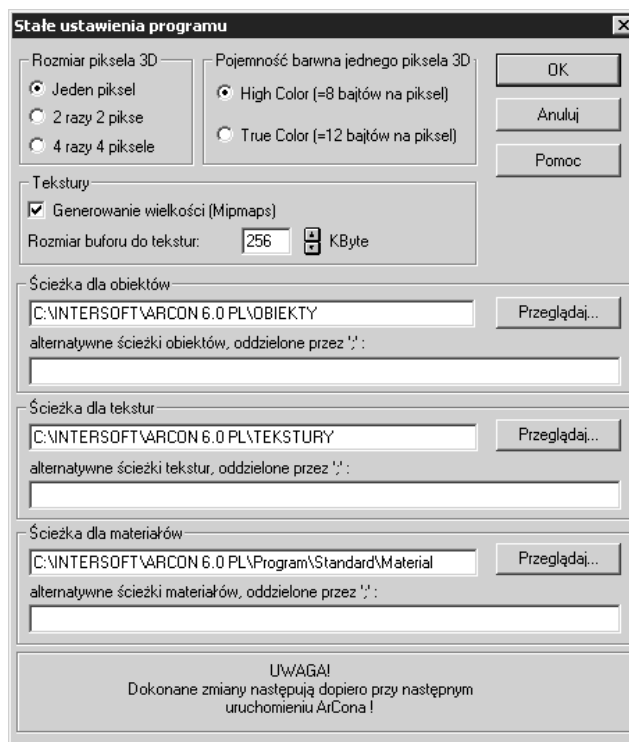 Stałe ustawienia programu
Rozmiar piksela 3D
Jeden piksel
2 razy 2 pikse
4 razy 4 piksele
Pojemność barwna jednego piksela 3D
High Color (=8 bajtów na piksel)
True Color (=12 bajtów na piksel)
OK
Anuluj
Pomoc
Tekstury
Generowanie wielkości (Mipmaps)
Rozmiar buforu do tekstur: 256 KByte
Ścieżka dla obiektów
C:\INTERSOFT\ARCON 6.0 PL\OBIEKTY
Przeglądaj...
alternatywne ścieżki obiektów, oddzielone przez ';' :
Ścieżka dla tekstur
C:\INTERSOFT\ARCON 6.0 PL\TEKSTURY
Przeglądaj...
alternatywne ścieżki tekstur, oddzielone przez ';' :
Ścieżka dla materiałów
C:\INTERSOFT\ARCON 6.0 PL\Program\Standard\Material
Przeglądaj...
alternatywne ścieżki materiałów, oddzielone przez ';' :
UWAGA!
Dokonane zmiany następują dopiero przy następnym
uruchomieniu ArCona !